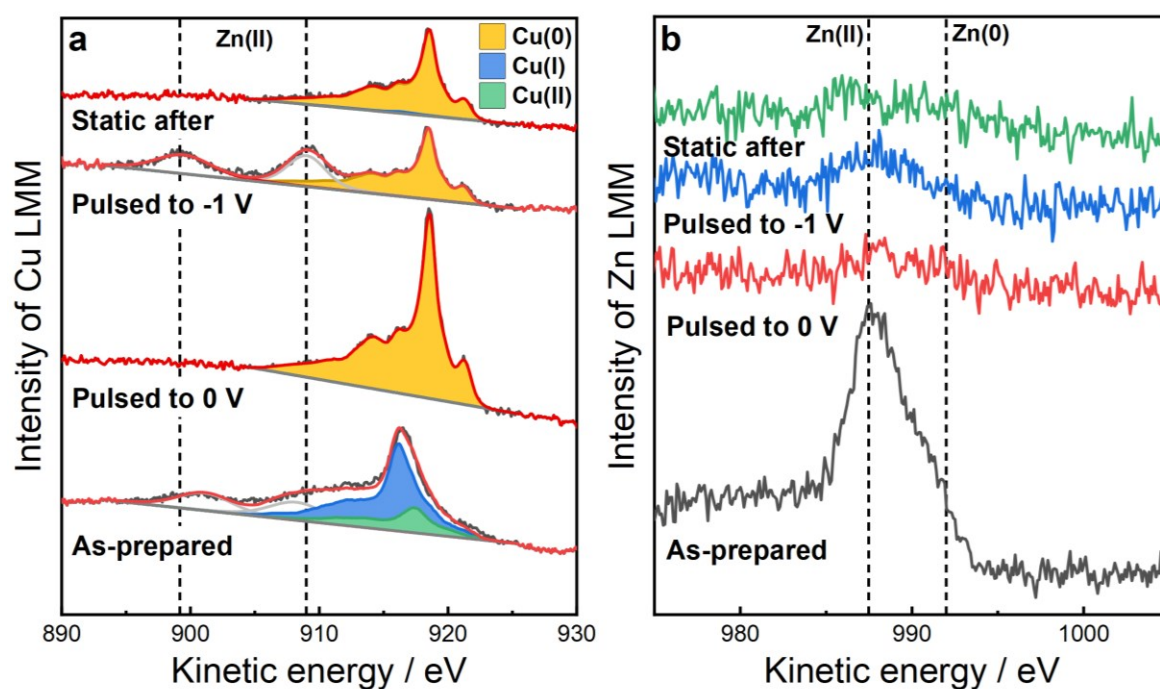 a
Zn(II)
Cu(0)
Cu(I)
Cu(II)
Static after
Pulsed to -1 V
Pulsed to 0 V
As-prepared
Intensity of Cu LMM
890 900 910 920 930
Kinetic energy / eV
b
Zn(II)
Zn(0)
Static after
Pulsed to -1 V
Pulsed to 0 V
As-prepared
Intensity of Zn LMM
980 990 1000
Kinetic energy / eV